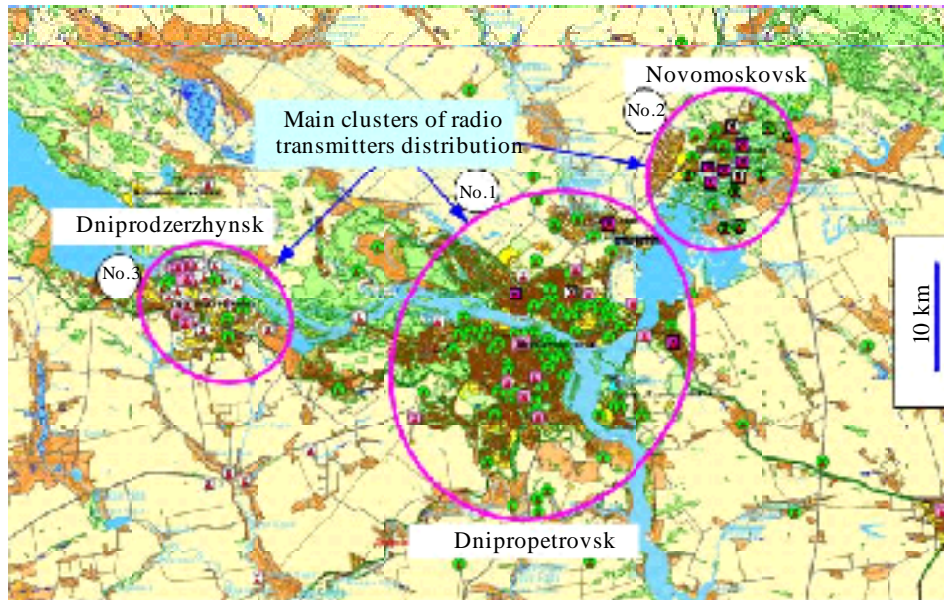 Novomoskovsk
No.2
Main clusters of radio
transmitters distribution
No.1
Dniprodzerzhynsk
No.3
10 km
Dnipropetrovsk